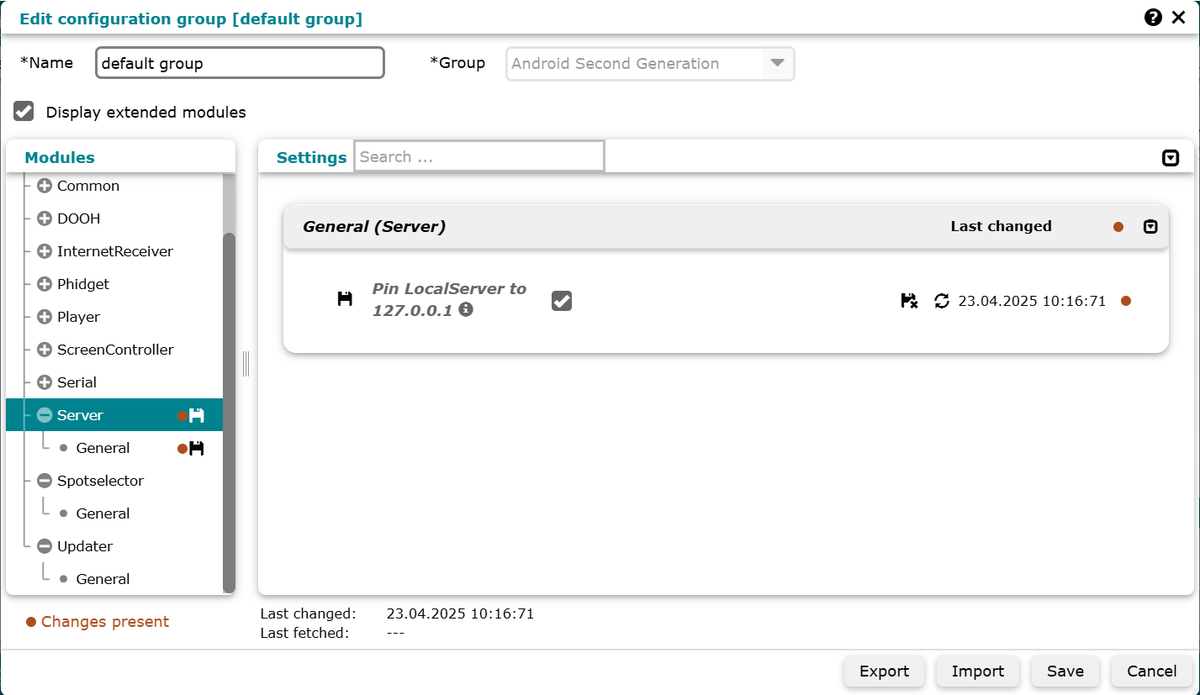 Edit configuration group [default group]
*Name default group *Group Android Second Generation
Display extended modules
Modules
Common
DOOH
InternetReceiver
Phidget
Player
ScreenController
Serial
Server
General
Spotselector
General
Updater
General
Changes present
Settings Search ...
General (Server) Last changed
Pin LocalServer to
127.0.0.1 23.04.2025 10:16:71
Last changed: 23.04.2025 10:16:71
Last fetched: ---
Export Import Save Cancel